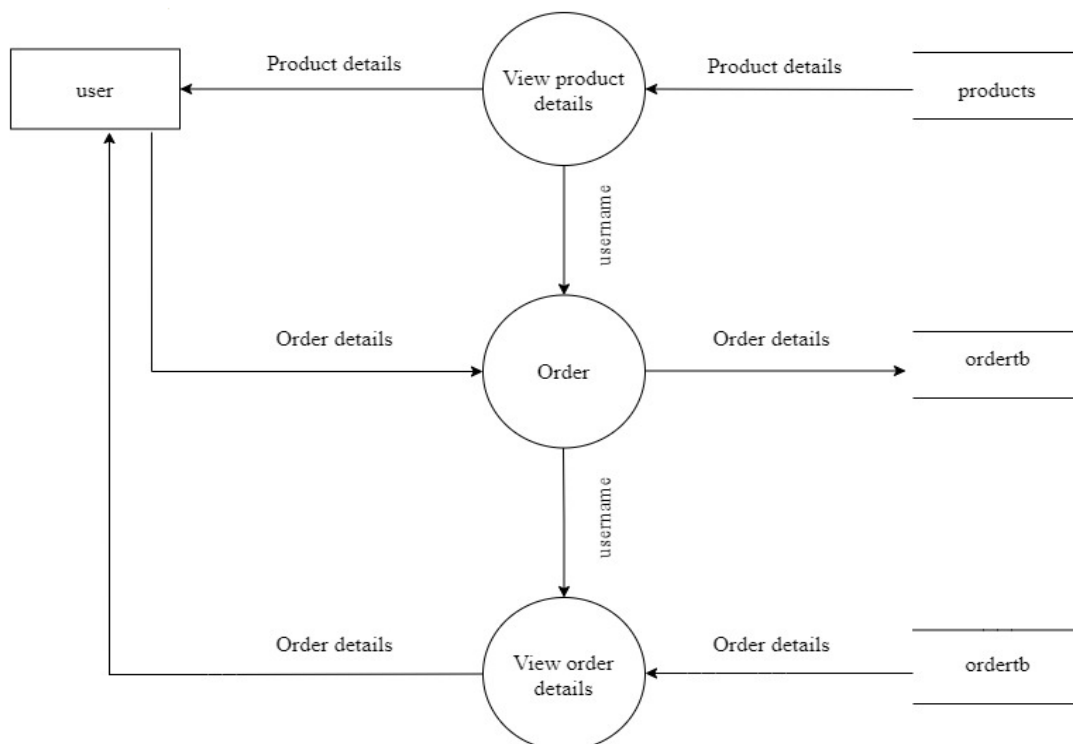 Product details
Product details
user
View product
details
products
username
Order details
Order details
Order
ordertb
username
Order details
Order details
View order
details
ordertb